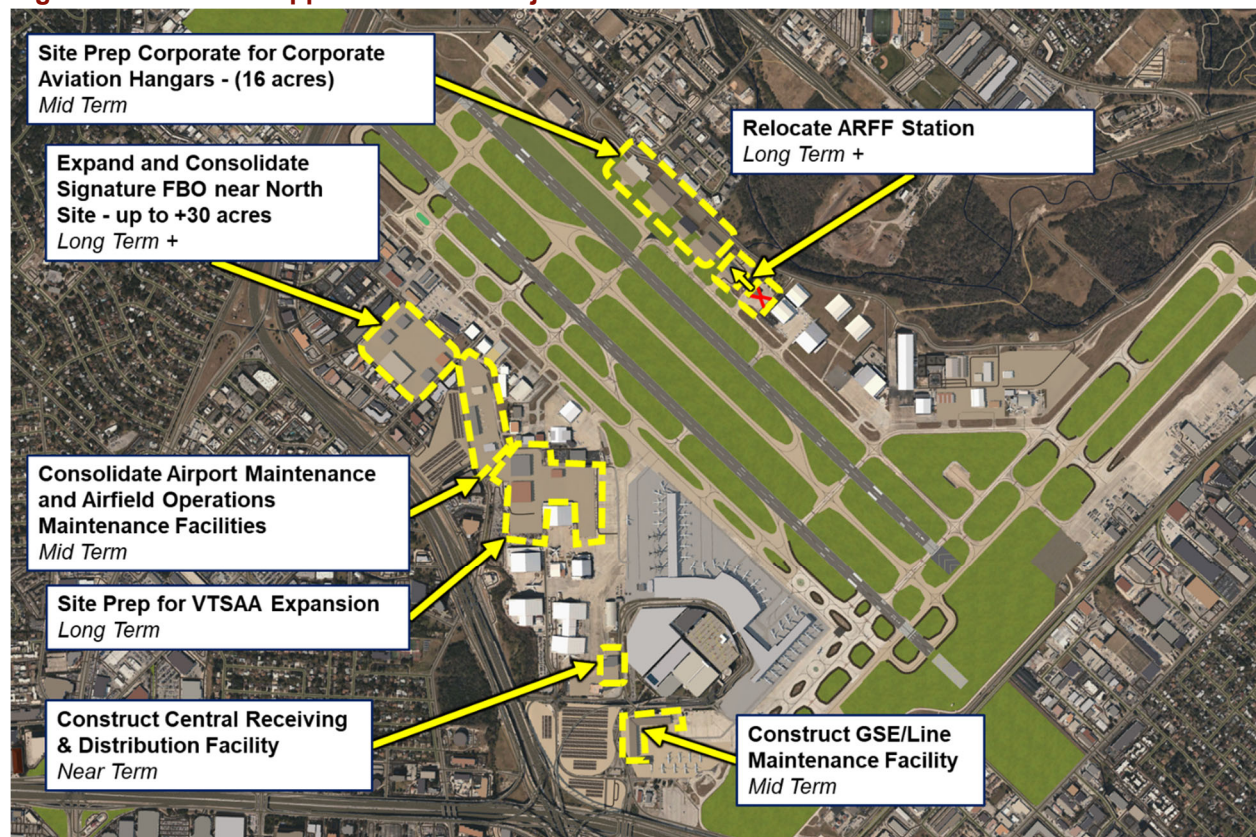 Site Prep Corporate for Corporate
Aviation Hangars - (16 acres)
Mid Term
Relocate ARFF Station
Long Term +
Expand and Consolidate
Signature FBO near North
Site - up to +30 acres
Long Term +
Consolidate Airport Maintenance
and Airfield Operations
Maintenance Facilities
Mid Term
Site Prep for VTSAA Expansion
Long Term
Construct Central Receiving
& Distribution Facility
Near Term
Construct GSE/Line
Maintenance Facility
Mid Term